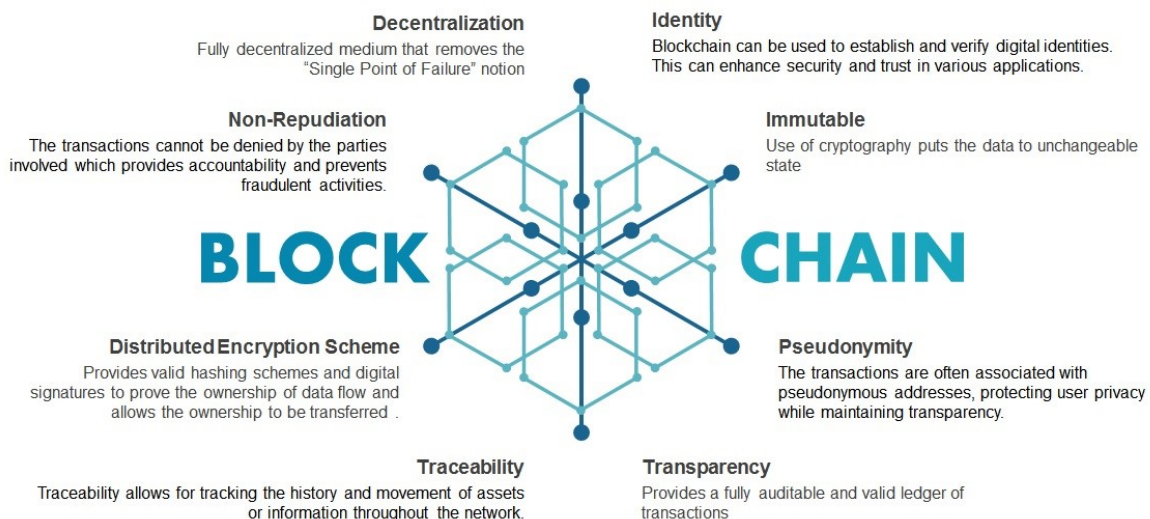 Decentralization
Fully decentralized medium that removes the
"Single Point of Failure" notion
Identity
Blockchain can be used to establish and verify digital identities.
This can enhance security and trust in various applications.
Non-Repudiation
The transactions cannot be denied by the parties
involved which provides accountability and prevents
fraudulent activities.
Immutable
Use of cryptography puts the data to unchangeable
state
BLOCK
CHAIN
Distributed Encryption Scheme
Provides valid hashing schemes and digital
signatures to prove the ownership of data flow and
allows the ownership to be transferred .
Pseudonymity
The transactions are often associated with
pseudonymous addresses, protecting user privacy
while maintaining transparency.
Traceability
Traceability allows for tracking the history and movement of assets
or information throughout the network.
Transparency
Provides a fully auditable and valid ledger of
transactions